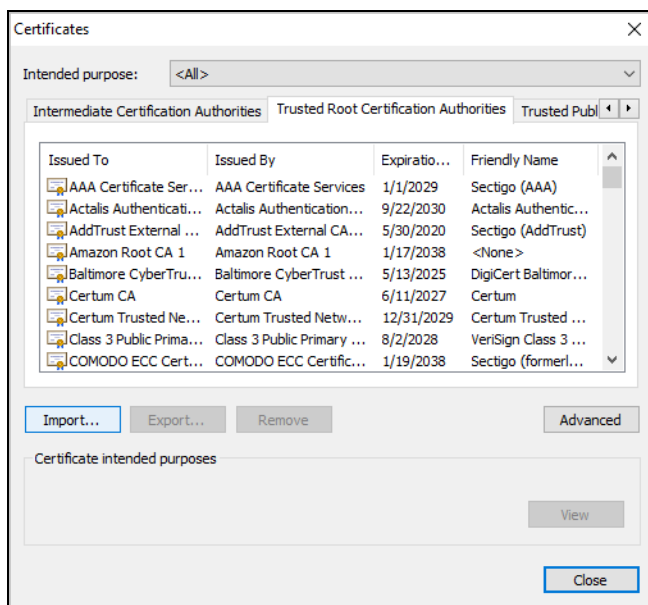 Certificates
Intended purpose: <All>
Intermediate Certification Authorities Trusted Root Certification Authorities Trusted Publ
Issued To Issued By Expiratio... Friendly Name
AAA Certificate Ser... AAA Certificate Services 1/1/2029 Sectigo (AAA)
Actalis Authenticati... Actalis Authentication... 9/22/2030 Actalis Authentic...
AddTrust External ... AddTrust External CA... 5/30/2020 Sectigo (AddTrust)
Amazon Root CA 1 Amazon Root CA 1 1/17/2038 <None>
Baltimore CyberTru... Baltimore CyberTrust ... 5/13/2025 DigiCert Baltimor...
Certum CA Certum CA 6/11/2027 Certum
Certum Trusted Ne... Certum Trusted Netw... 12/31/2029 Certum Trusted ...
Class 3 Public Prima... Class 3 Public Primary ... 8/2/2028 VeriSign Class 3 ...
COMODO ECC Cert... COMODO ECC Certific... 1/19/2038 Sectigo (formerl...
Import... Export... Remove Advanced
Certificate intended purposes
View
Close